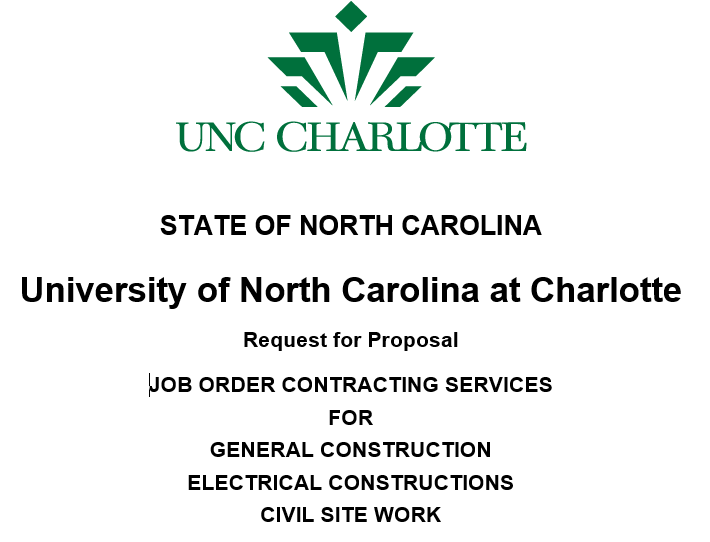 UNC CHARLOTTE
STATE OF NORTH CAROLINA
University of North Carolina at Charlotte
Request for Proposal
JOB ORDER CONTRACTING SERVICES
FOR
GENERAL CONSTRUCTION
ELECTRICAL CONSTRUCTIONS
CIVIL SITE WORK